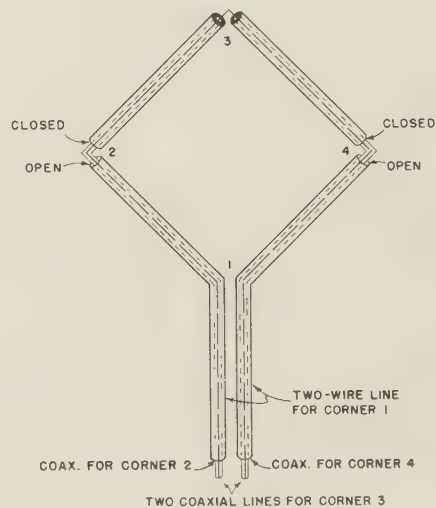 3
CLOSED
CLOSED
2
4
OPEN
OPEN
1
TWO-WIRE LINE
FOR CORNER 1
COAX. FOR CORNER 2
COAX. FOR CORNER 4
TWO COAXIAL LINES FOR CORNER 3